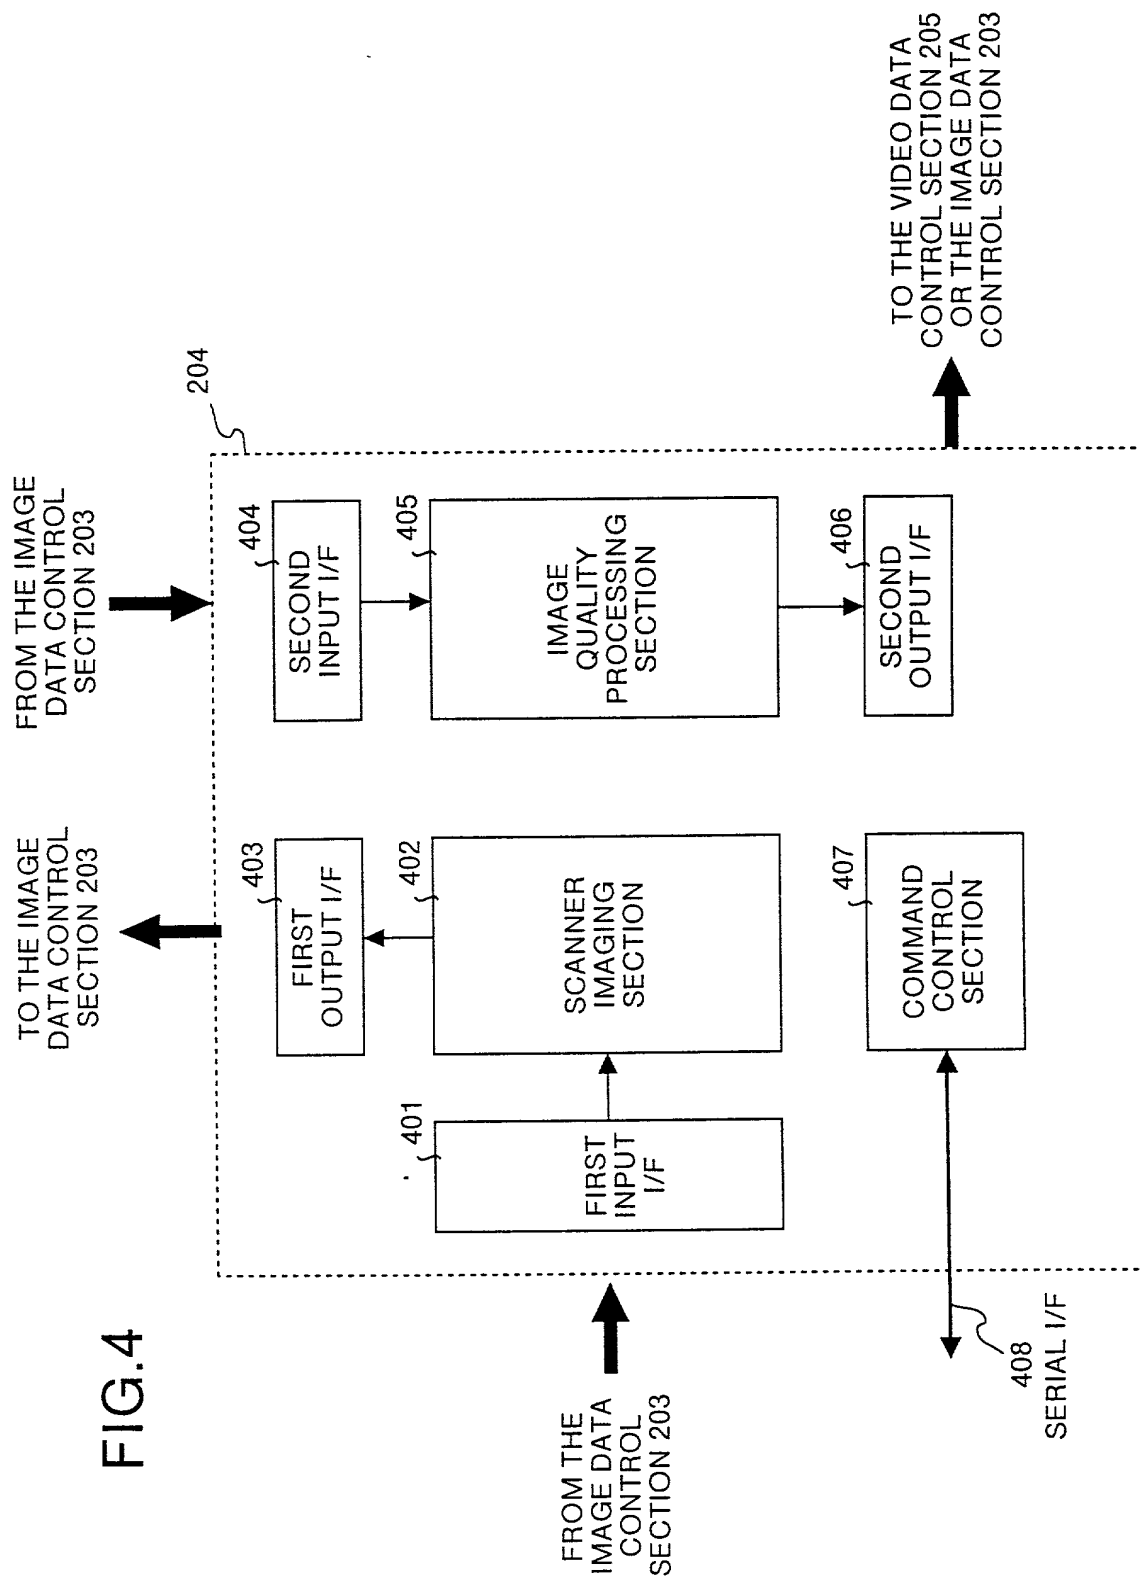 FIG.4
TO THE IMAGE
DATA CONTROL
SECTION 203
FROM THE IMAGE
DATA CONTROL
SECTION 203
204
403
FIRST
OUTPUT I/F
404
SECOND
INPUT I/F
FROM THE
IMAGE DATA
CONTROL
SECTION 203
401
FIRST
INPUT
I/F
402
SCANNER
IMAGING
SECTION
405
IMAGE
QUALITY
PROCESSING
SECTION
408
SERIAL I/F
407
COMMAND
CONTROL
SECTION
406
SECOND
OUTPUT I/F
TO THE VIDEO DATA
CONTROL SECTION 205
OR THE IMAGE DATA
CONTROL SECTION 203